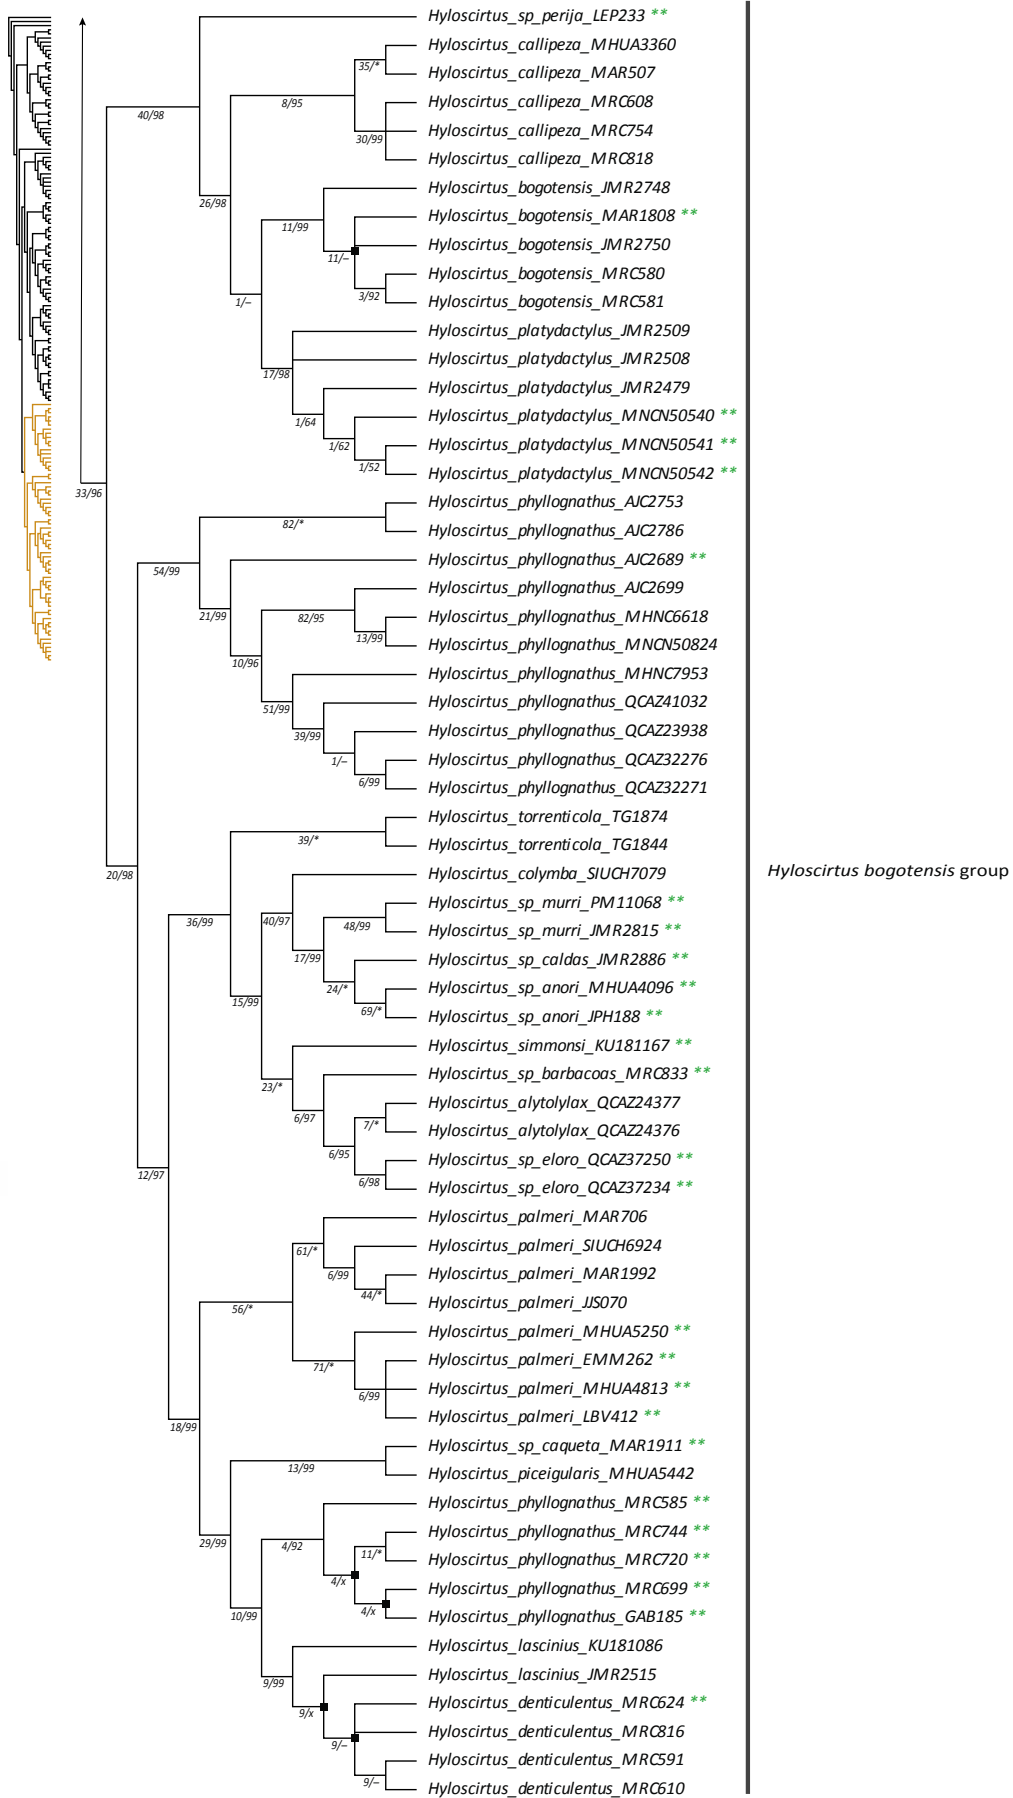 Hyloscirtus_sp_perija_LEP233 **
Hyloscirtus_callipeza_MHUA3360
35/*
Hyloscirtus_callipeza_MAR507
8/95
Hyloscirtus_callipeza_MRC608
40/98
Hyloscirtus_callipeza_MRC754
30/99
Hyloscirtus_callipeza_MRC818
Hyloscirtus_bogotensis_JMR2748
26/98
Hyloscirtus_bogotensis_MAR1808 **
11/99
Hyloscirtus_bogotensis_JMR2750
11/–
Hyloscirtus_bogotensis_MRC580
3/92
Hyloscirtus_bogotensis_MRC581
1/–
Hyloscirtus_platydactylus_JMR2509
Hyloscirtus_platydactylus_JMR2508
17/98
Hyloscirtus_platydactylus_JMR2479
Hyloscirtus_platydactylus_MNCN50540 **
1/64
Hyloscirtus_platydactylus_MNCN50541 **
1/62
1/52
Hyloscirtus_platydactylus_MNCN50542 **
33/96
Hyloscirtus_phyllognathus_AJC2753
82/*
Hyloscirtus_phyllognathus_AJC2786
Hyloscirtus_phyllognathus_AJC2689 **
54/99
Hyloscirtus_phyllognathus_AJC2699
21/99
Hyloscirtus_phyllognathus_MHNC6618
82/95
13/99
Hyloscirtus_phyllognathus_MNCN50824
10/96
Hyloscirtus_phyllognathus_MHNC7953
Hyloscirtus_phyllognathus_QCAZ41032
51/99
Hyloscirtus_phyllognathus_QCAZ23938
39/99
Hyloscirtus_phyllognathus_QCAZ32276
1/–
6/99
Hyloscirtus_phyllognathus_QCAZ32271
Hyloscirtus_torrenticola_TG1874
39/*
Hyloscirtus_torrenticola_TG1844
Hyloscirtus bogotensis group
20/98
Hyloscirtus_colymba_SIUCH7079
Hyloscirtus_sp_murri_PM11068 **
36/99
40/97
48/99
Hyloscirtus_sp_murri_JMR2815 **
17/99
Hyloscirtus_sp_caldas_JMR2886 **
24/*
Hyloscirtus_sp_anori_MHUA4096 **
15/99
69/*
Hyloscirtus_sp_anori_JPH188 **
Hyloscirtus_simmonsi_KU181167 **
Hyloscirtus_sp_barbacoas_MRC833 **
23/*
Hyloscirtus_alytolylax_QCAZ24377
6/97
7/*
Hyloscirtus_alytolylax_QCAZ24376
6/95
Hyloscirtus_sp_eloro_QCAZ37250 **
12/97
6/98
Hyloscirtus_sp_eloro_QCAZ37234 **
Hyloscirtus_palmeri_MAR706
Hyloscirtus_palmeri_SIUCH6924
61/*
6/99
Hyloscirtus_palmeri_MAR1992
44/*
Hyloscirtus_palmeri_JJS070
56/*
Hyloscirtus_palmeri_MHUA5250 **
Hyloscirtus_palmeri_EMM262 **
71/*
Hyloscirtus_palmeri_MHUA4813 **
6/99
Hyloscirtus_palmeri_LBV412 **
18/99
Hyloscirtus_sp_caqueta_MAR1911 **
13/99
Hyloscirtus_piceigularis_MHUA5442
Hyloscirtus_phyllognathus_MRC585 **
Hyloscirtus_phyllognathus_MRC744 **
29/99
4/92
11/*
Hyloscirtus_phyllognathus_MRC720 **
4/x
Hyloscirtus_phyllognathus_MRC699 **
4/x
10/99
Hyloscirtus_phyllognathus_GAB185 **
Hyloscirtus_lascinius_KU181086
Hyloscirtus_lascinius_JMR2515
9/99
Hyloscirtus_denticulentus_MRC624 **
9/x
Hyloscirtus_denticulentus_MRC816
9/–
Hyloscirtus_denticulentus_MRC591
9/–
Hyloscirtus_denticulentus_MRC610